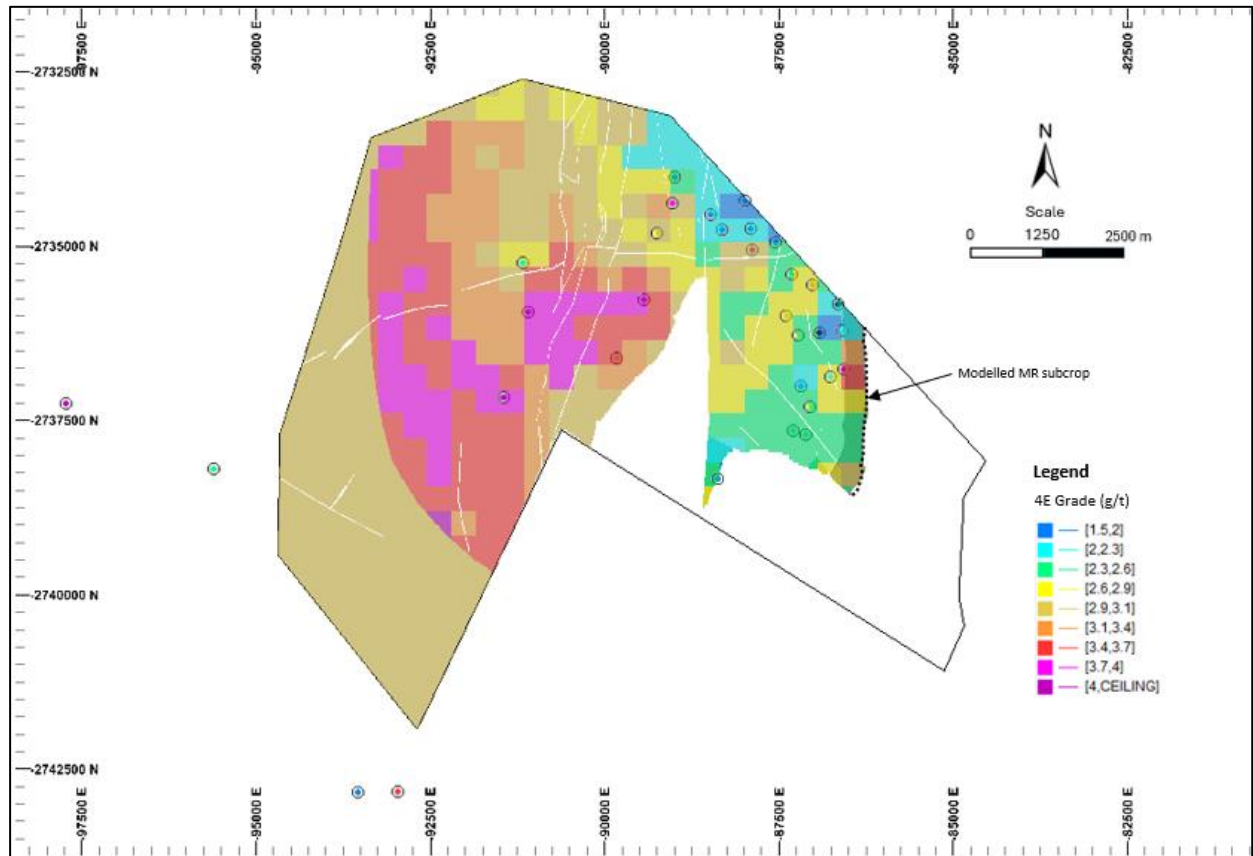 -97500 E
-95000 E
-92500 E
-90000 E
-87500 E
-85000 E
-82500 E
-2732500 N
N
-2735000 N
Scale
0 1250 2500 m
Modelled MR subcrop
-2737500 N
Legend
4E Grade (g/t)
[1.5,2]
[2,2.3]
[2.3,2.6]
[2.6,2.9]
[2.9,3.1]
[3.1,3.4]
[3.4,3.7]
[3.7,4]
[4,CEILING]
-2740000 N
-2742500 N
-97500 E
-95000 E
-92500 E
-90000 E
-87500 E
-85000 E
-82500 E